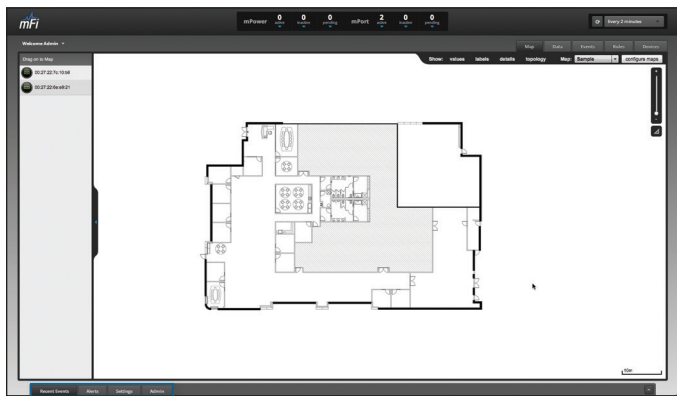 mFi
mPower 0 active 0 inactive 0 pending mPort 2 active 0 inactive 0 pending
Every 2 minutes
Welcome Admin
Map Data Events Rules Devices
Drag on to Map
Show: values labels details topology Map: Sample configure maps
00:27:22:7c:10:b6
00:27:22:6e:e8:21
10m
Recent Events Alerts Settings Admin